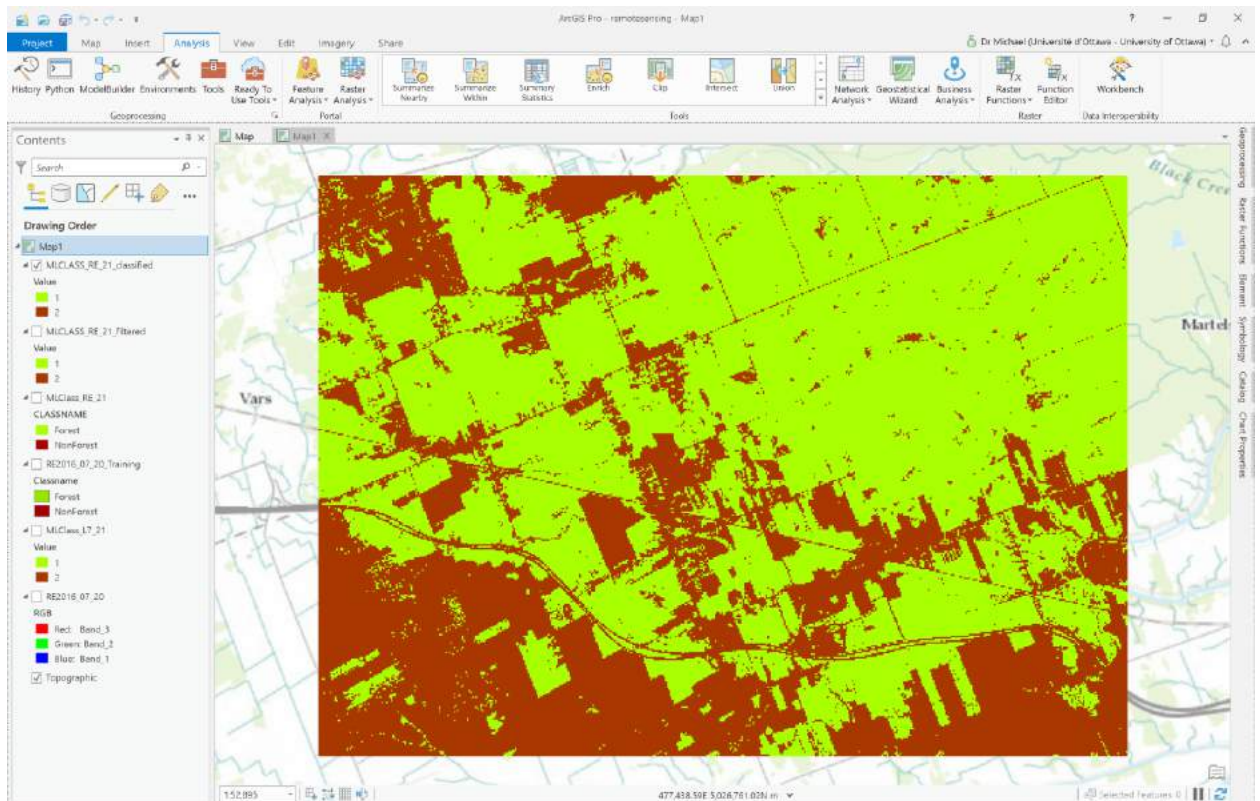 ArcGIS Pro - remotesensing - Map1
? — X
Project Map Insert Analysis View Edit Imagery Share
Dr Michael (Université d'Ottawa - University of Ottawa)
History Python ModelBuilder Environments Tools Ready To Use Tools Feature Analysis Raster Analysis Summarize Nearby Summarize Within Summary Statistics Enrich Clip Intersect Union Network Analysis Geostatistical Wizard Business Analysis Raster Functions Function Editor Workbench
Geoprocessing Portal Tools Raster Data Interoperability
Contents
Search
Drawing Order
Map1
MLCLASS_RE_21_classified
Value
1
2
MLCLASS_RE_21_Filtered
Value
1
2
MLClass_RE_21
CLASSNAME
Forest
NonForest
RE2016_07_20_Training
Classname
Forest
NonForest
MLClass_L7_21
Value
1
2
RE2016_07_20
RGB
Red: Band_3
Green: Band_2
Blue: Band_1
Topographic
Map Map1
Black Cree
Martel
Vars
Geoprocessing
Raster Functions
Element
Symbology
Catalog
Chart Properties
1:52,895
477,438.59E 5,026,761.02N m
Selected Features: 0